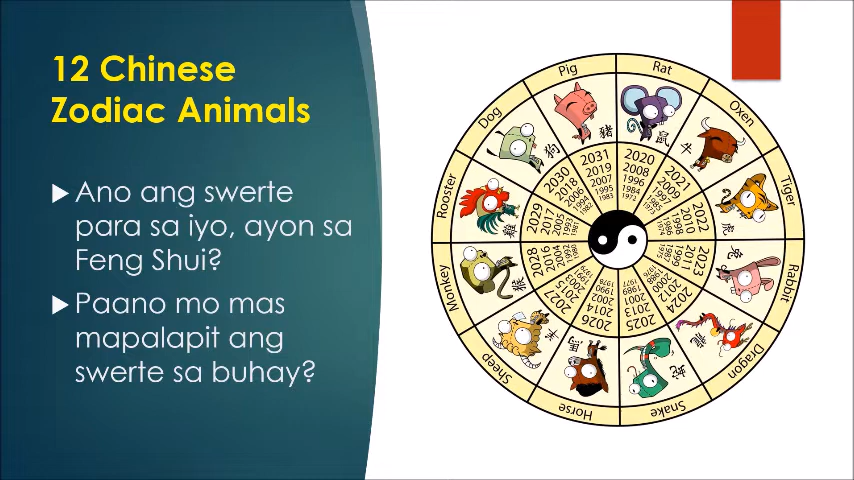 12 Chinese
Zodiac Animals
Ano ang swerte
para sa iyo, ayon sa
Feng Shui?
Paano mo mas
mapalapit ang
swerte sa buhay?
Rat
鼠
2020
2008
1996
1984
1972
Oxen
牛
2021
2009
1997
1985
1973
Tiger
虎
2022
2010
1998
1986
1974
Rabbit
兔
2023
2011
1999
1987
1975
Dragon
龍
2024
2012
2000
1988
1976
Snake
蛇
2025
2013
2001
1989
1977
Horse
馬
2026
2014
2002
1990
1978
Sheep
羊
2027
2015
2003
1991
Monkey
猴
2028
2016
2004
1992
1980
Rooster
雞
2029
2017
2005
1993
1981
Dog
狗
2030
2018
2006
1994
1982
Pig
豬
2031
2019
2007
1995
1983